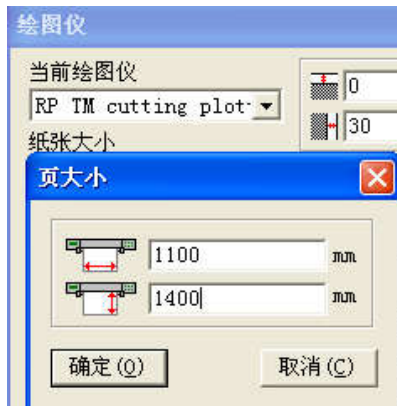 绘图仪
当前绘图仪
RP TM cutting plot
0
30
纸张大小
页大小
1100 mm
1400 mm
确定(O)
取消(C)